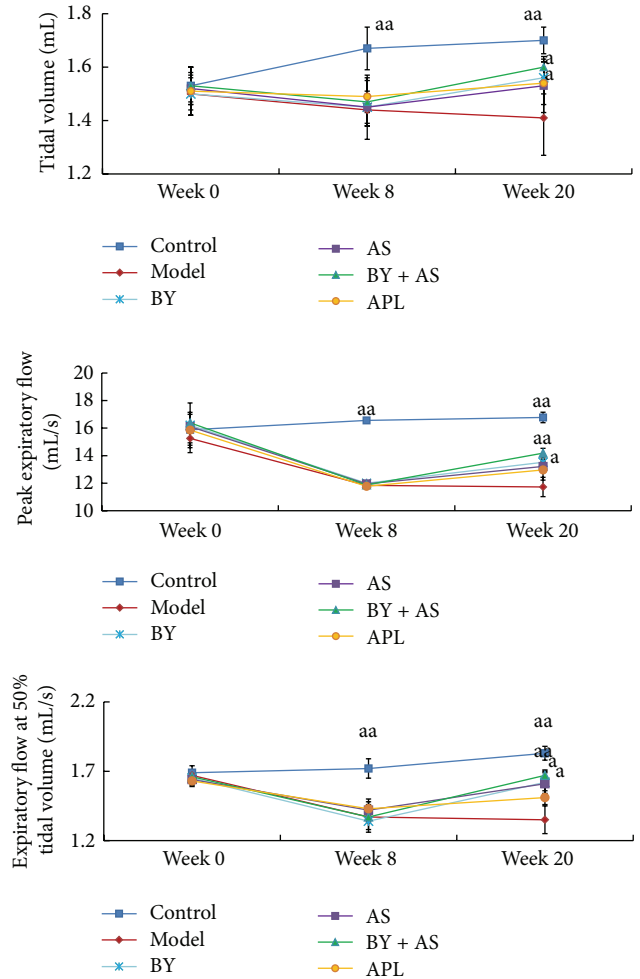 Tidal volume (mL)
1.8
1.6
1.4
1.2
aa
aa
a
a
Week 0
Week 8
Week 20
Control
Model
BY
AS
BY + AS
APL
Peak expiratory flow
(mL/s)
20
18
16
14
12
10
aa
aa
aa
a
Week 0
Week 8
Week 20
Control
Model
BY
AS
BY + AS
APL
Expiratory flow at 50%
tidal volume (mL/s)
2.2
1.7
1.2
aa
aa
aa
a
a
Week 0
Week 8
Week 20
Control
Model
BY
AS
BY + AS
APL